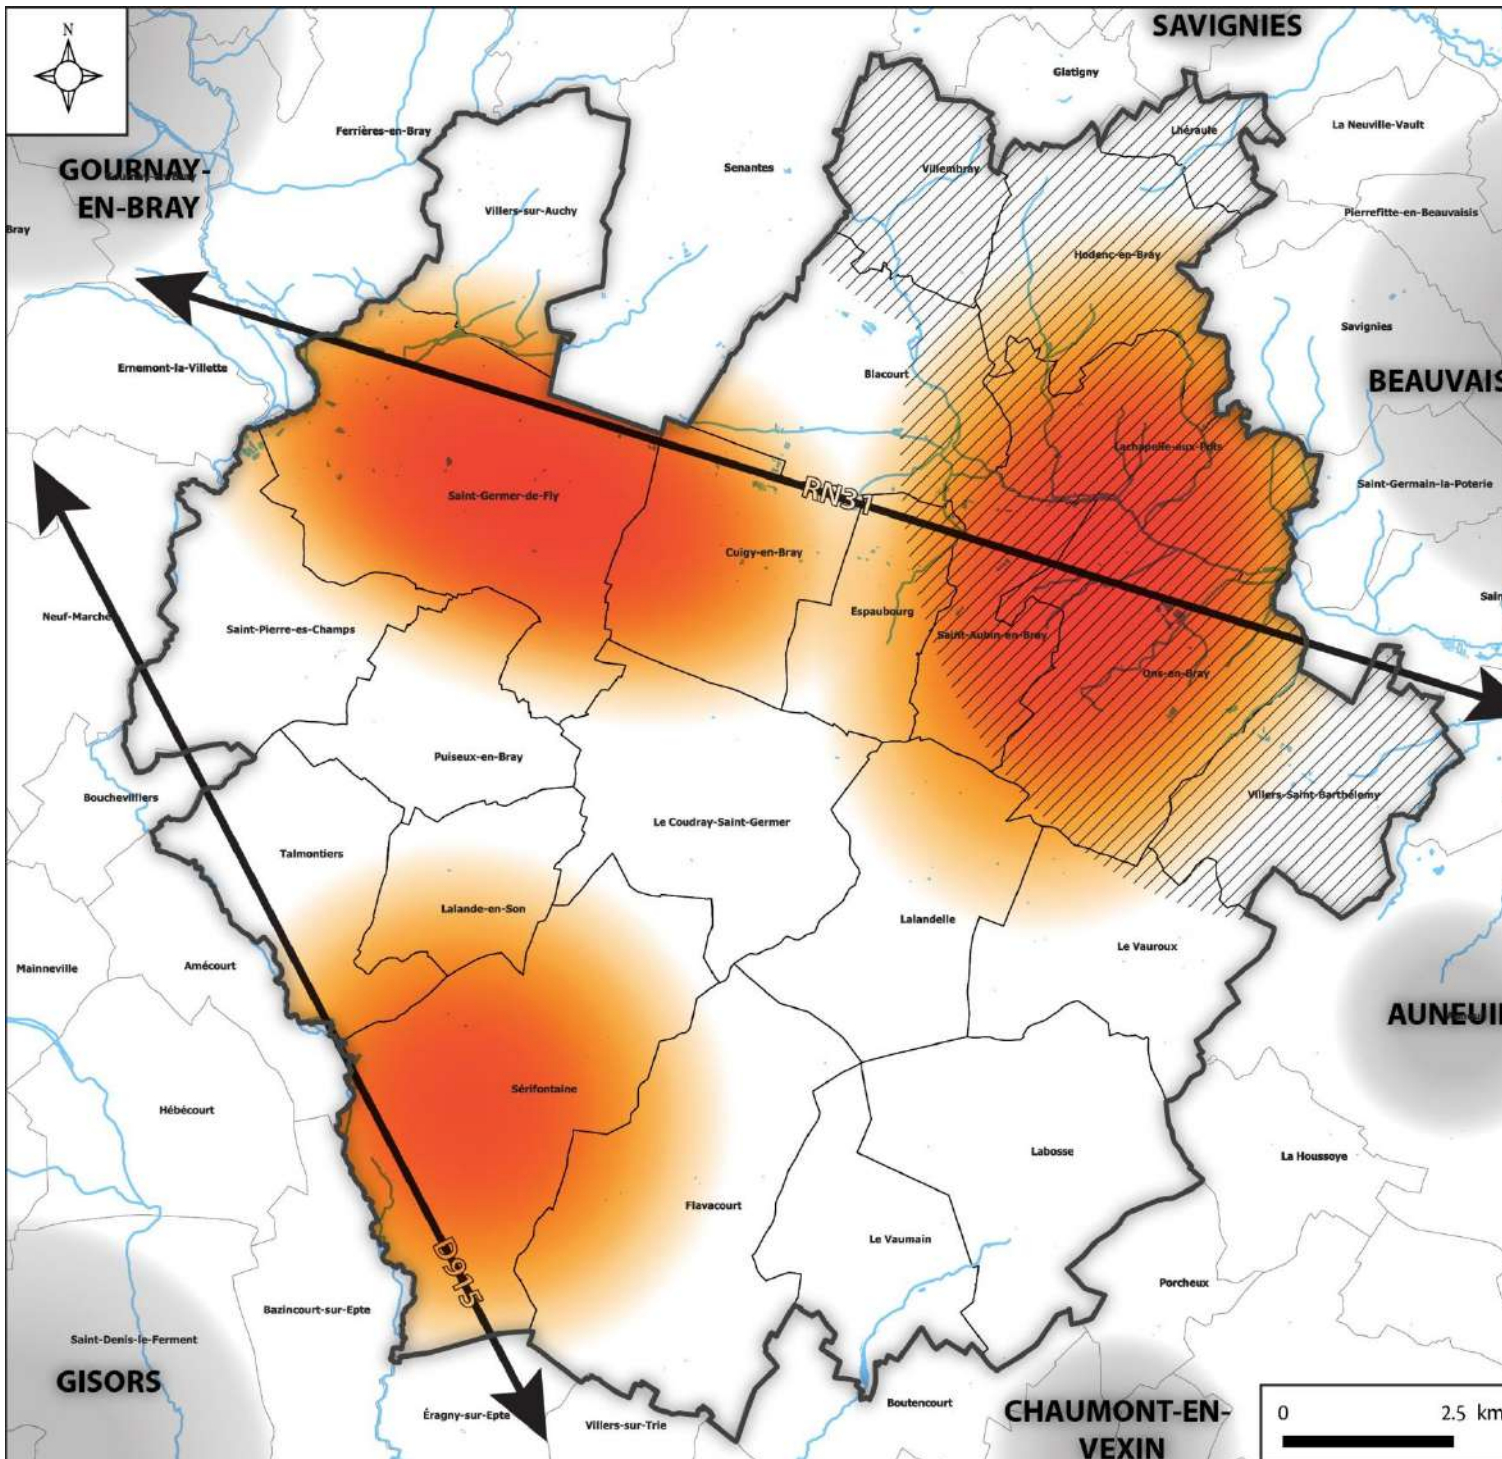 SAVIGNIES
N
Glatigny
La Neuville-Vault
Lhéraule
Ferrières-en-Bray
Senantes
Villembray
GOURNAY-
EN-BRAY
Villers-sur-Auchy
Pierrefitte-en-Beauvaisis
Bray
Hodenc-en-Bray
Savignies
Ernemont-la-Villette
Blacourt
BEAUVAIS
Lachapelle-aux-Pots
Saint-Germain-la-Poterie
Saint-Germer-de-Fly
RN31
Cuigy-en-Bray
Espaubourg
Neuf-Marche
Saint-Pierre-es-Champs
Saint-Aubin-en-Bray
Ons-en-Bray
Puiseux-en-Bray
Bouchevilliers
Villers-Saint-Barthélemy
Le Coudray-Saint-Germer
Talmontiers
Lalande-en-Son
Lalandelle
Le Vauroux
Mainneville
Amécourt
AUNEUIL
Sérifontaine
Hébécourt
Labosse
La Houssoye
Flavacourt
Le Vaumain
D915
Porcheux
Bazincourt-sur-Epte
Saint-Denis-le-Ferment
GISORS
Boutencourt
Éragny-sur-Epte
Villers-sur-Trie
CHAUMONT-EN-
VEXIN
0 2.5 km